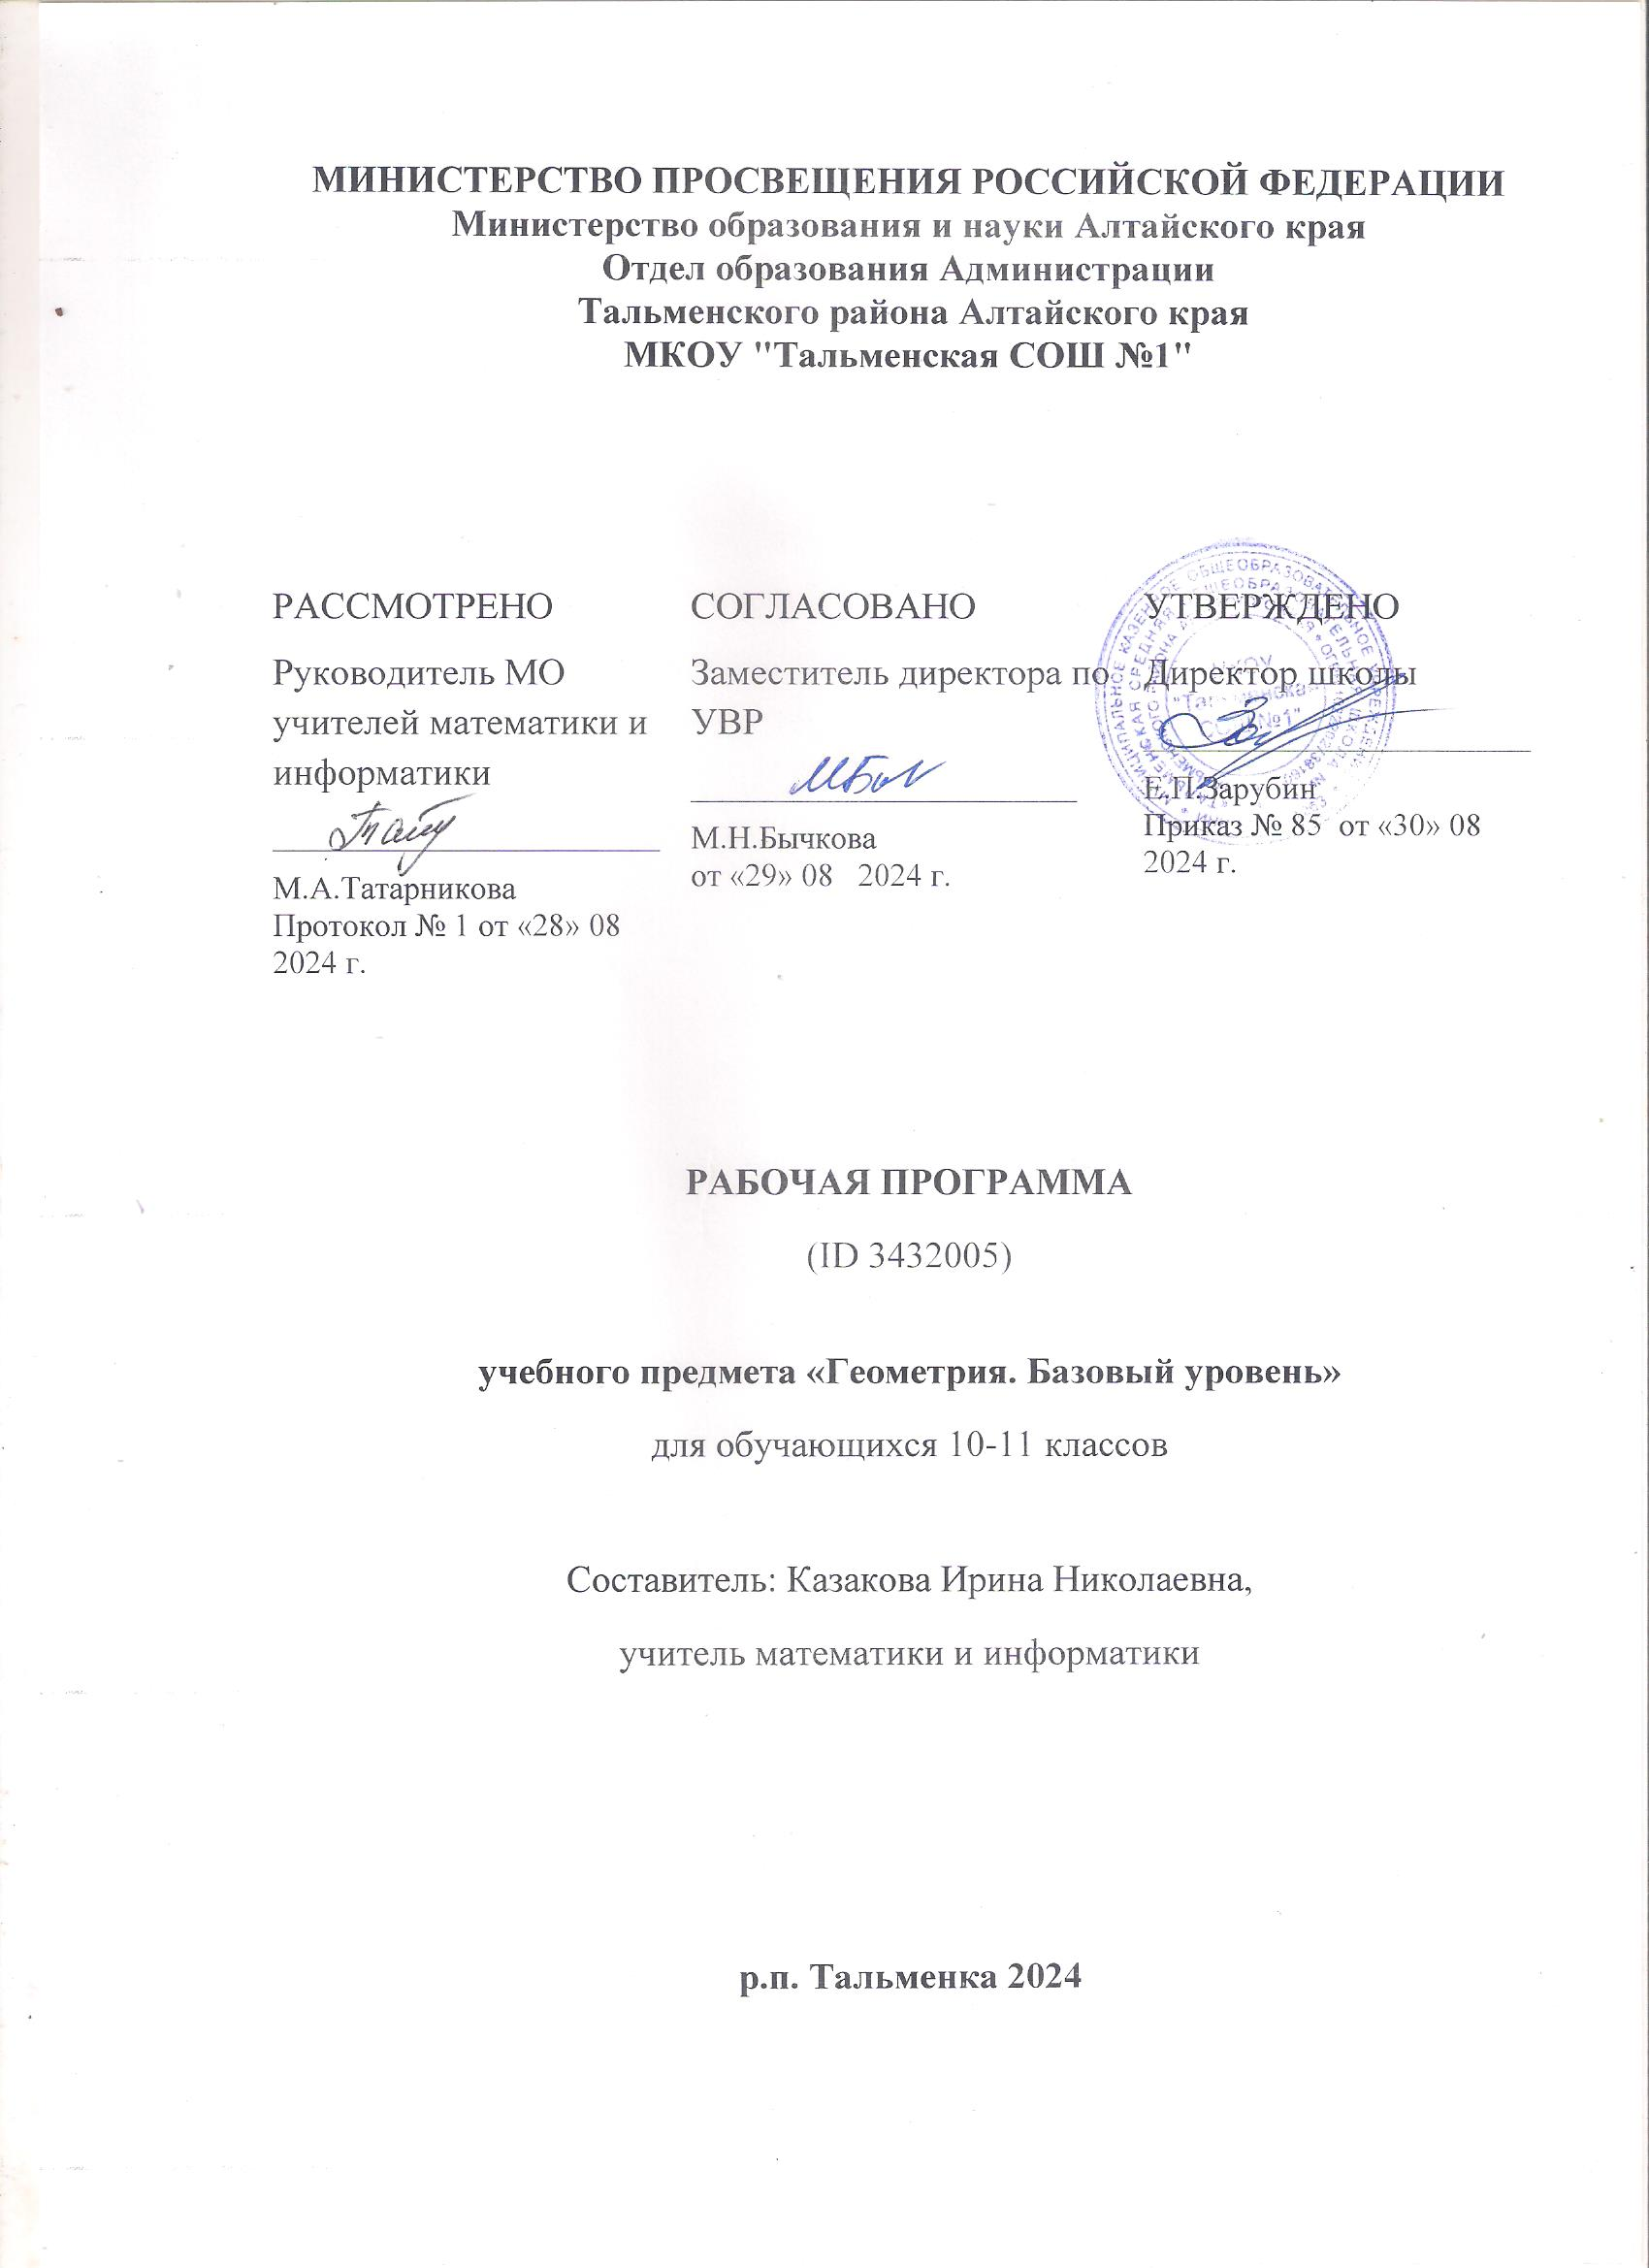 МИНИСТЕРСТВО ПРОСВЕЩЕНИЯ РОССИЙСКОЙ ФЕДЕРАЦИИ
Министерство образования и науки Алтайского края
Отдел образования Администрации
Тальменского района Алтайского края
МКОУ "Тальменская СОШ №1"
РАССМОТРЕНО
Руководитель МО
учителей математики и
информатики
М.А.Татарникова
Протокол № 1 от «28» 08
2024 г.
СОГЛАСОВАНО
Заместитель директора по
УВР
М.Н.Бычкова
от «29» 08 2024 г.
УТВЕРЖДЕНО
Директор школы
Е.П.Зарубин
Приказ № 85 от «30» 08
2024 г.
РАБОЧАЯ ПРОГРАММА
(ID 3432005)
учебного предмета «Геометрия. Базовый уровень»
для обучающихся 10-11 классов
Составитель: Казакова Ирина Николаевна,
учитель математики и информатики
р.п. Тальменка 2024